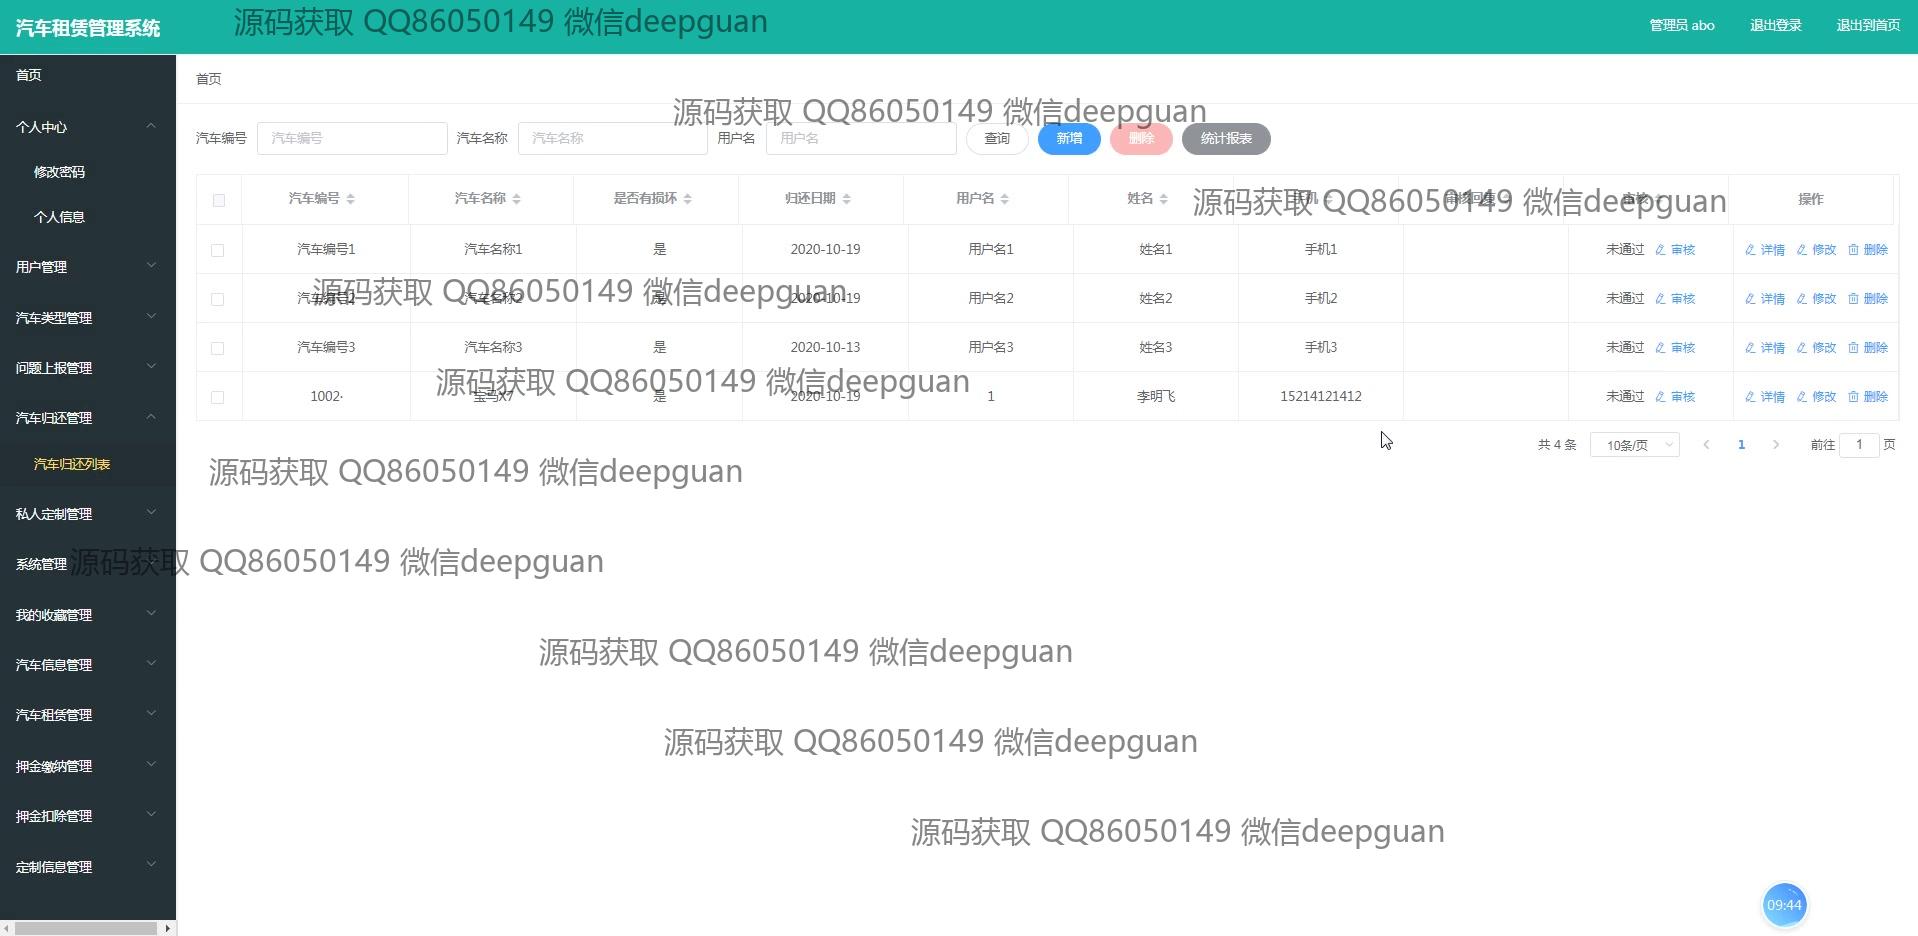 汽车租赁管理系统
源码获取 QQ86050149 微信deepguan
管理员 abo 退出登录 退出到首页
首页
个人中心
修改密码
个人信息
用户管理
汽车类型管理
问题上报管理
汽车归还管理
汽车归还列表
私人定制管理
系统管理
我的收藏管理
汽车信息管理
汽车租赁管理
押金缴纳管理
押金扣除管理
定制信息管理
首页
源码获取 QQ86050149 微信deepguan
汽车编号 汽车编号 汽车名称 汽车名称 用户名 用户名 查询 新增 删除 统计报表
汽车编号 汽车名称 是否有损坏 归还日期 用户名 姓名 手机 审核回复 审核 操作
源码获取 QQ86050149 微信deepguan
汽车编号1 汽车名称1 是 2020-10-19 用户名1 姓名1 手机1 未通过 审核 详情 修改 删除
源码获取 QQ86050149 微信deepguan
汽车编号2 汽车名称2 是 2020-10-19 用户名2 姓名2 手机2 未通过 审核 详情 修改 删除
汽车编号3 汽车名称3 是 2020-10-13 用户名3 姓名3 手机3 未通过 审核 详情 修改 删除
源码获取 QQ86050149 微信deepguan
1002· 宝马X7 是 2020-10-19 1 李明飞 15214121412 未通过 审核 详情 修改 删除
共 4 条 10条/页 1 前往 1 页
源码获取 QQ86050149 微信deepguan
源码获取 QQ86050149 微信deepguan
源码获取 QQ86050149 微信deepguan
源码获取 QQ86050149 微信deepguan
源码获取 QQ86050149 微信deepguan
09:44